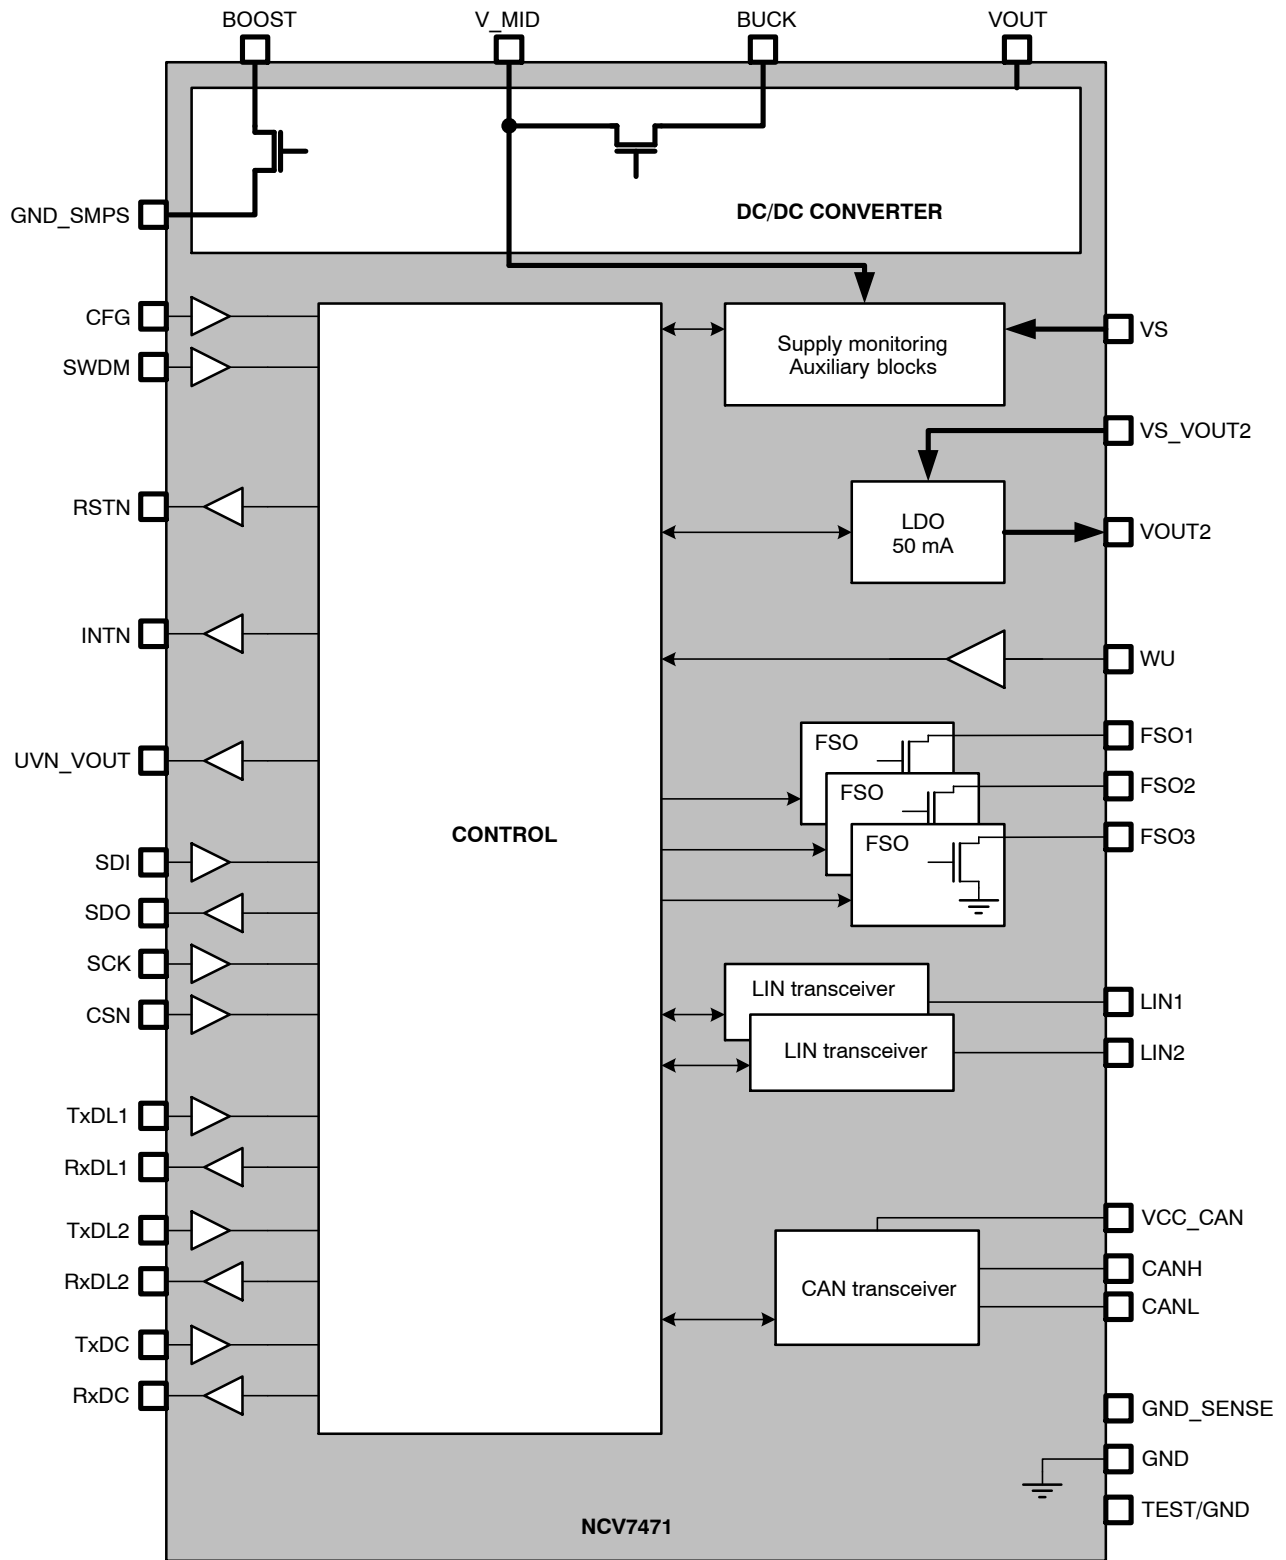 BOOST
V_MID
BUCK
VOUT
GND_SMPS
DC/DC CONVERTER
CFG
SWDM
RSTN
INTN
UVN_VOUT
SDI
SDO
SCK
CSN
TxDL1
RxDL1
TxDL2
RxDL2
TxDC
RxDC
CONTROL
Supply monitoring
Auxiliary blocks
VS
VS_VOUT2
LDO
50 mA
VOUT2
WU
FSO
FSO1
FSO
FSO2
FSO
FSO3
LIN transceiver
LIN1
LIN transceiver
LIN2
VCC_CAN
CAN transceiver
CANH
CANL
GND_SENSE
GND
TEST/GND
NCV7471